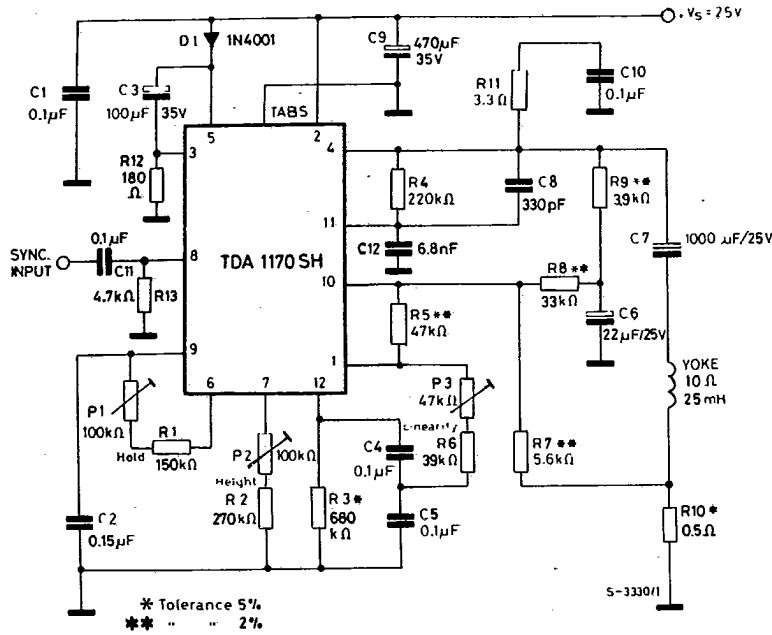 + Vs = 25V
D1 1N4001
C9 470µF
35V
C1
0.1µF
C3
100µF 35V
R11
3.3Ω
C10
0.1µF
TABS
5
2
3
4
R12
180
Ω
R4
220kΩ
C8
330pF
R9 **
3.9kΩ
C7
1000 µF/25V
11
0.1µF
C12
6.8nF
SYNC.
INPUT
C11
8
TDA 1170 SH
10
R8 **
33kΩ
4.7kΩ
R13
R5 **
47kΩ
C6
22µF/25V
9
1
6
7
12
YOKE
10 Ω
25 mH
P1
100kΩ
P3
47kΩ
Linearity
R1
150kΩ
Hold
P2
100kΩ
Height
C4
0.1µF
R6
39kΩ
R7 **
5.6kΩ
R2
270kΩ
R3*
680
kΩ
C5
0.1µF
C2
0.15µF
R10*
0.5Ω
S-3330/1
* Tolerance 5%
** " " 2%